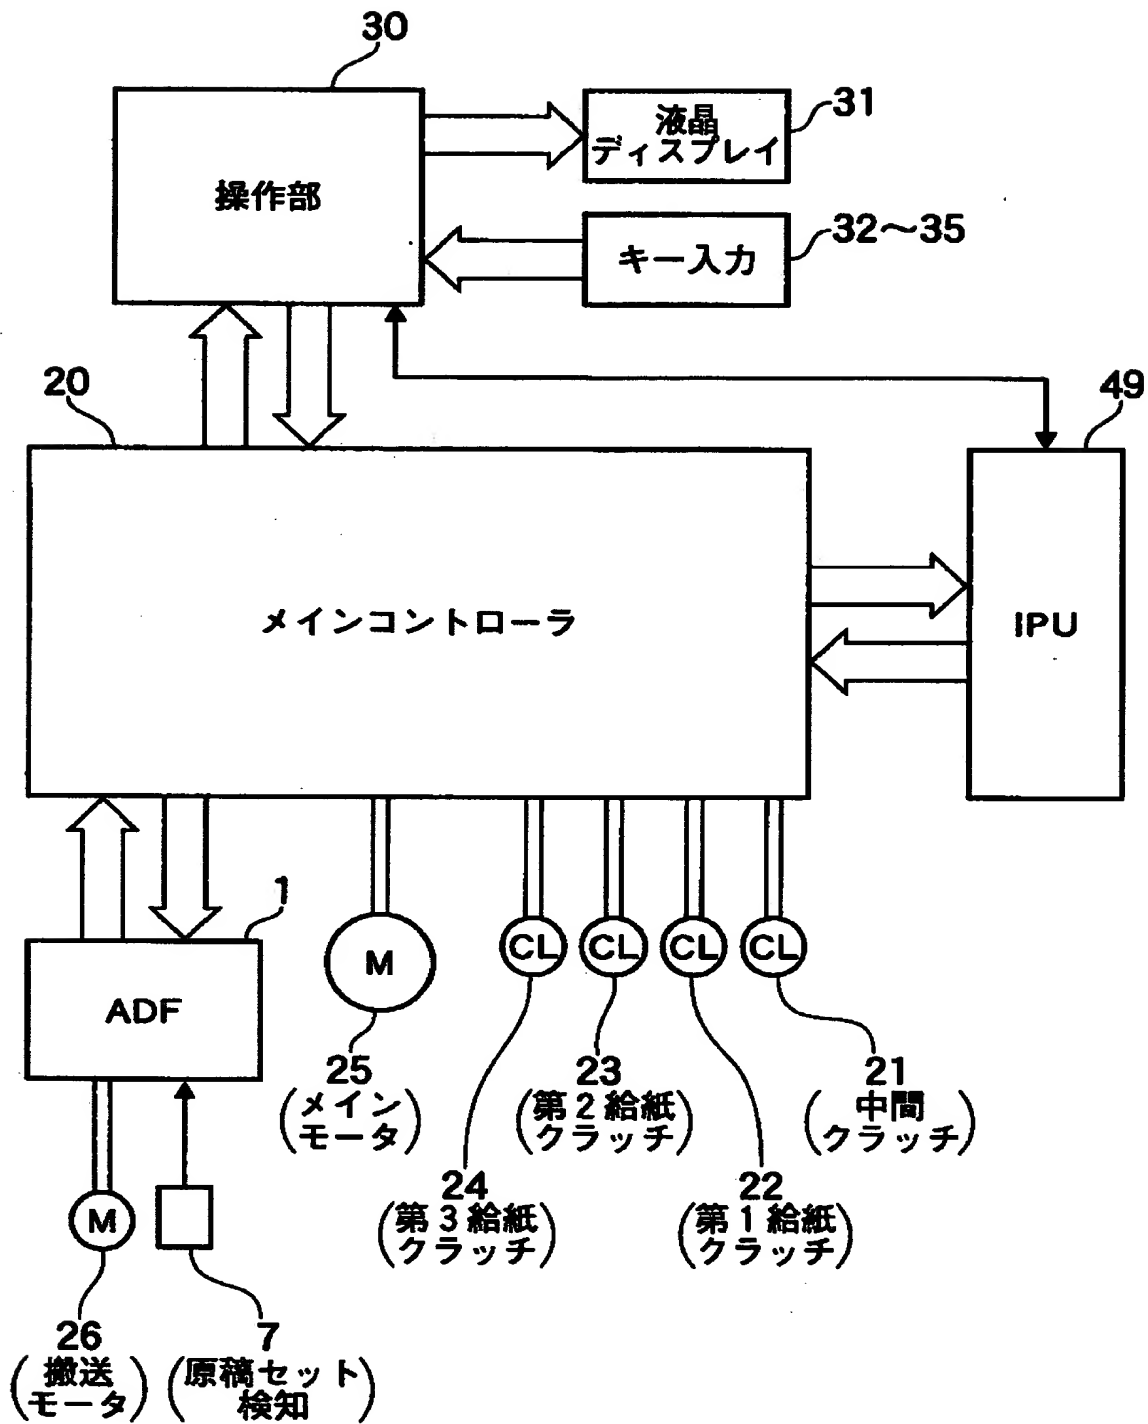 30
液晶
ディスプレイ
31
操作部
キー入力
32〜35
20
49
メインコントローラ
IPU
1
ADF
M
CL
CL
CL
CL
25
(メイン
モータ)
23
(第2給紙
クラッチ)
21
(中間
クラッチ)
24
(第3給紙
クラッチ)
22
(第1給紙
クラッチ)
M
26
(搬送
モータ)
7
(原稿セット
検知)